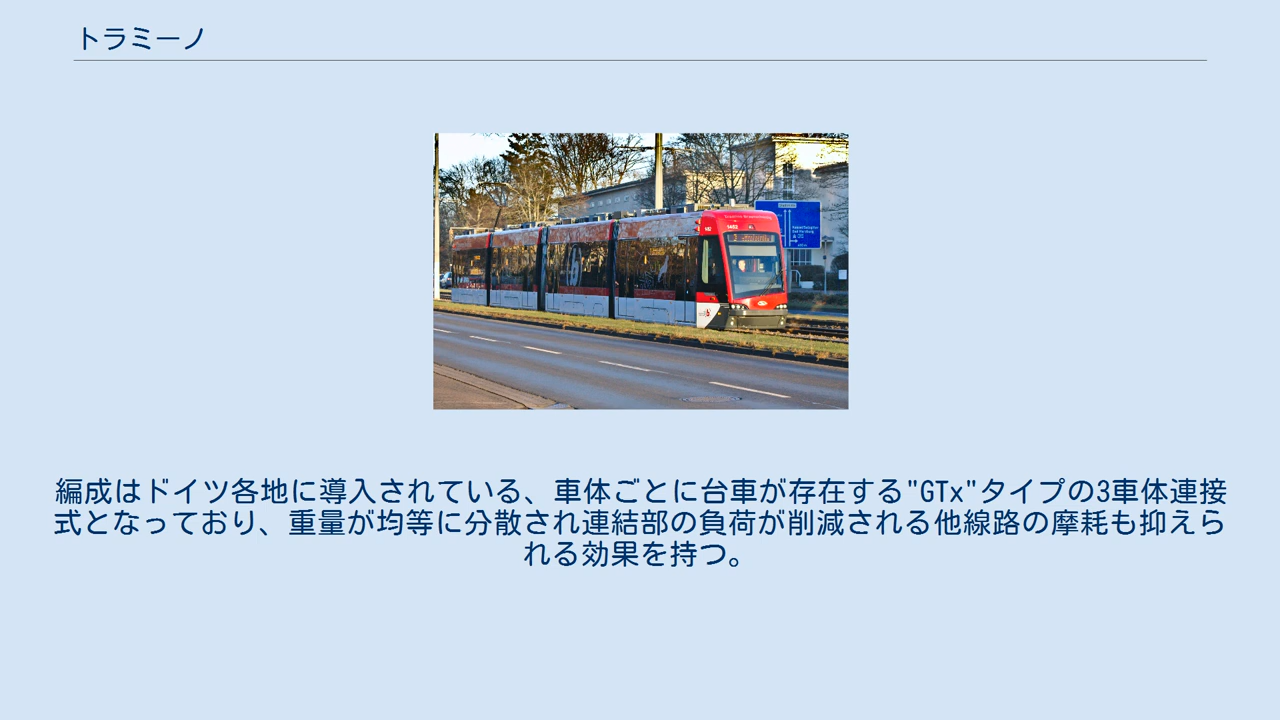 トラミーノ
編成はドイツ各地に導入されている、車体ごとに台車が存在する"GTx"タイプの3車体連接
式となっており、重量が均等に分散され連結部の負荷が削減される他線路の摩耗も抑えら
れる効果を持つ。